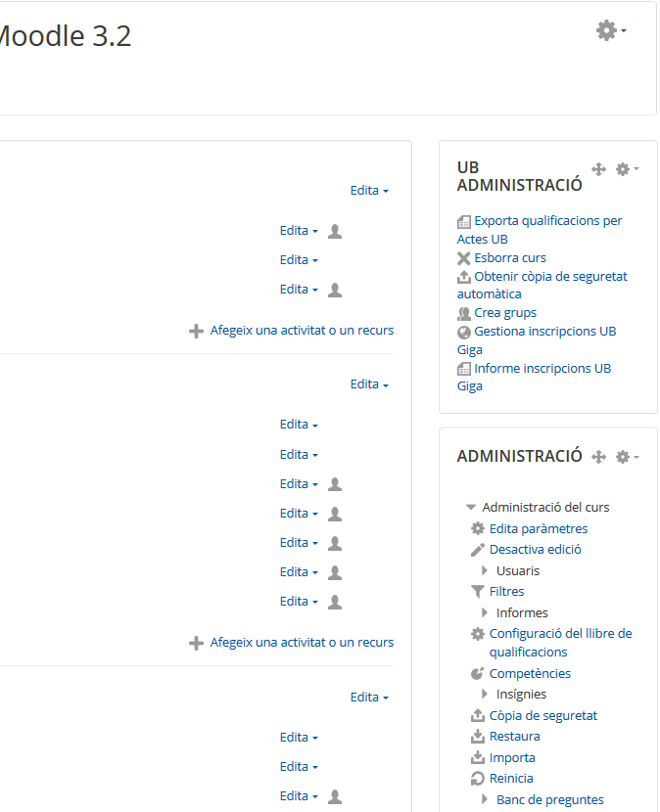 Moodle 3.2
Edita
Edita
Edita
Edita
Afegeix una activitat o un recurs
Edita
Edita
Edita
Edita
Edita
Edita
Edita
Edita
Afegeix una activitat o un recurs
Edita
Edita
Edita
Edita
UB
ADMINISTRACIÓ
Exporta qualificacions per
Actes UB
Esborra curs
Obtenir còpia de seguretat
automàtica
Crea grups
Gestiona inscripcions UB
Giga
Informe inscripcions UB
Giga
ADMINISTRACIÓ
Administració del curs
Edita paràmetres
Desactiva edició
Usuaris
Filtres
Informes
Configuració del llibre de
qualificacions
Competències
Insígnies
Còpia de seguretat
Restaura
Importa
Reinicia
Banc de preguntes